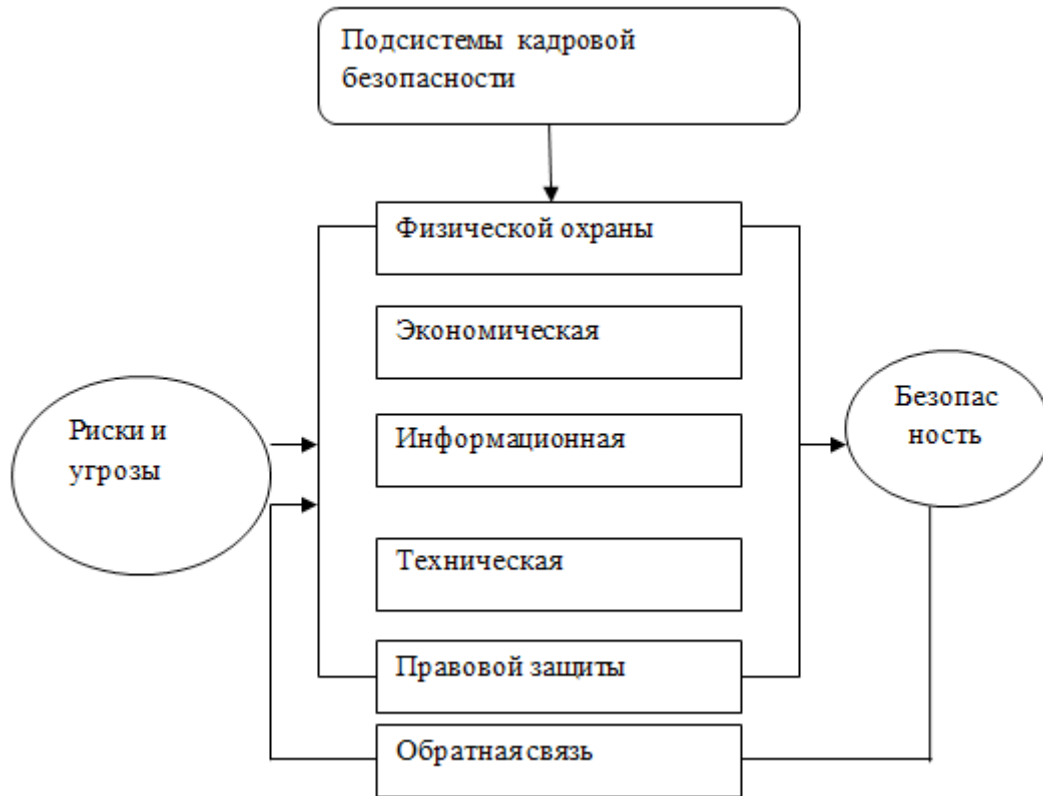 Подсистемы кадровой
безопасности
Физической охраны
Экономическая
Информационная
Техническая
Правовой защиты
Обратная связь
Риски и
угрозы
Безопас
ность